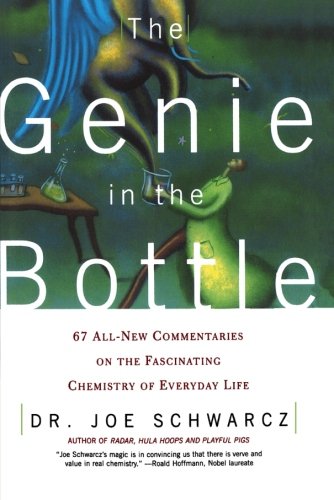 The
Genie
in the
Bottle
67 All-New Commentaries
on the Fascinating
Chemistry of Everyday Life
DR. JOE SCHWARCZ
AUTHOR OF RADAR, HULA HOOPS AND PLAYFUL PIGS
"Joe Schwarcz's magic is in convincing us that there is verve and
value in real chemistry." —Roald Hoffmann, Nobel laureate